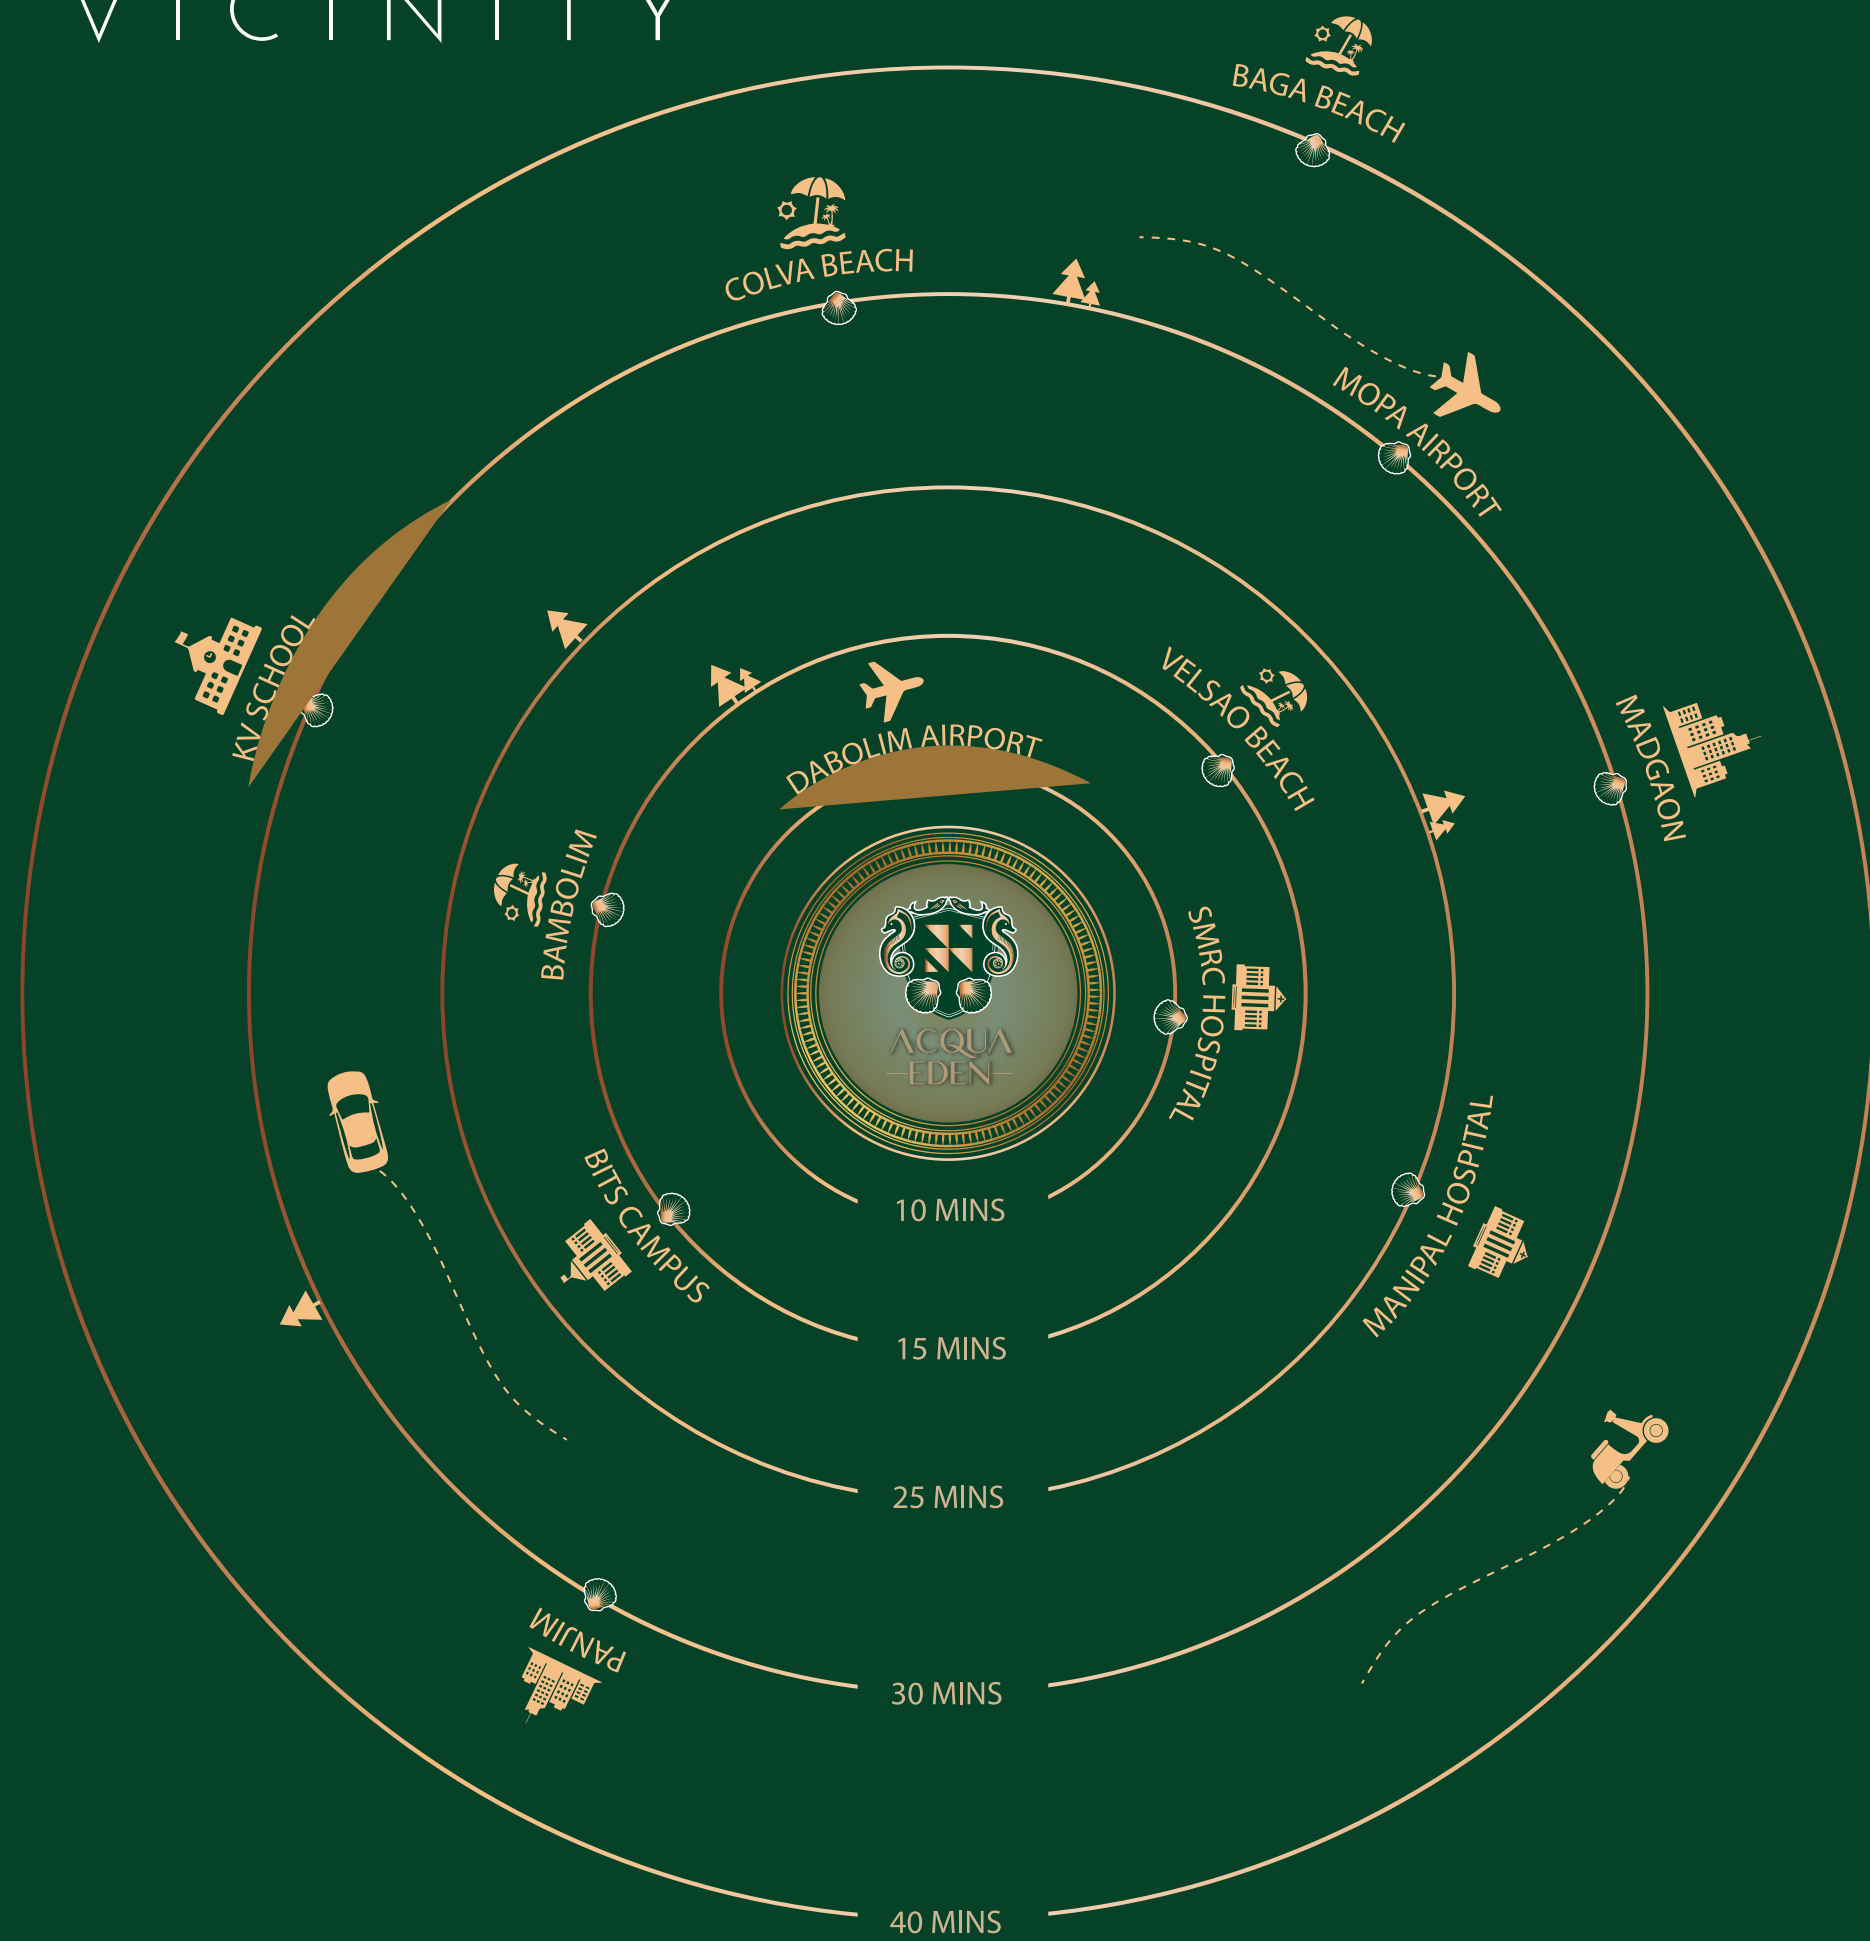 VICINITY
BAGA BEACH
COLVA BEACH
MOPA AIRPORT
KV SCHOOL
VELSAO BEACH
MADGAON
DABOLIM AIRPORT
BAMBOLIM
SMRC HOSPITAL
ACQUA
EDEN
MANIPAL HOSPITAL
BITS CAMPUS
10 MINS
15 MINS
25 MINS
PANJIM
30 MINS
40 MINS